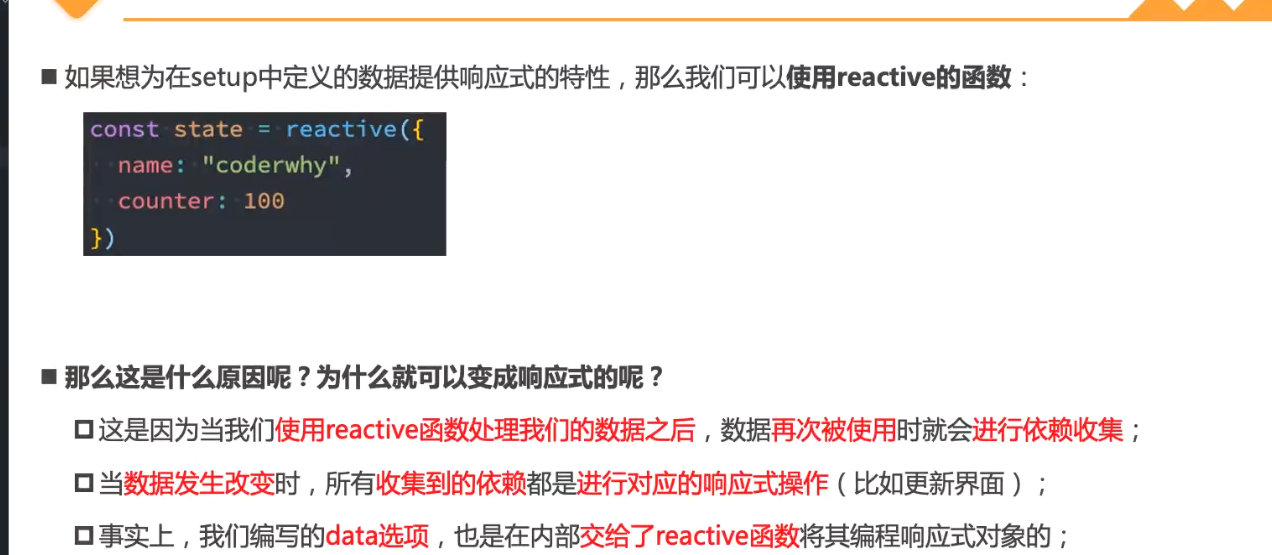 ■ 如果想为在setup中定义的数据提供响应式的特性，那么我们可以使用reactive的函数：
const state = reactive({
  name: "coderwhy",
  counter: 100
})
■ 那么这是什么原因呢？为什么就可以变成响应式的呢？
这是因为当我们使用reactive函数处理我们的数据之后，数据再次被使用时就会进行依赖收集；
当数据发生改变时，所有收集到的依赖都是进行对应的响应式操作（比如更新界面）；
事实上，我们编写的data选项，也是在内部交给了reactive函数将其编程响应式对象的；